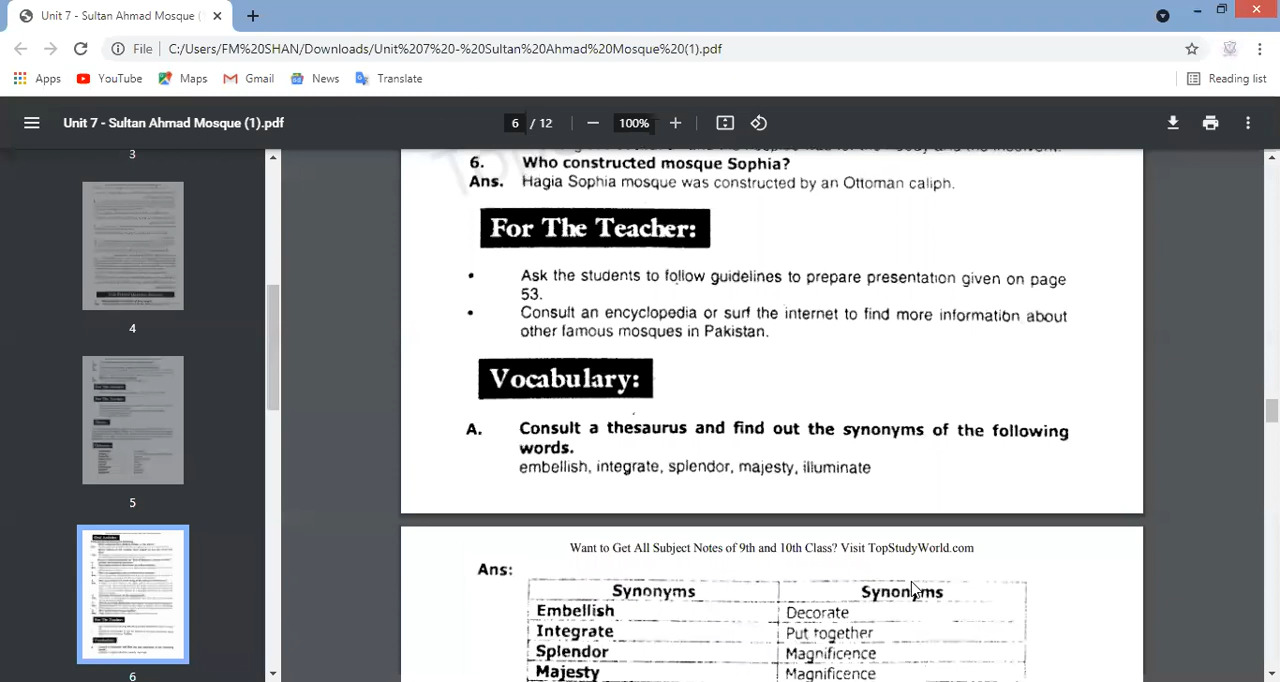 Unit 7 - Sultan Ahmad Mosque (
File C:/Users/FM%20SHAN/Downloads/Unit%207%20-%20Sultan%20Ahmad%20Mosque%20(1).pdf
Apps YouTube Maps Gmail News Translate Reading list
Unit 7 - Sultan Ahmad Mosque (1).pdf 6 / 12 100%
3
4
5
6
6. Who constructed mosque Sophia?
Ans. Hagia Sophia mosque was constructed by an Ottoman caliph.
For The Teacher:
• Ask the students to follow guidelines to prepare presentation given on page
53.
• Consult an encyclopedia or surf the internet to find more information about
other famous mosques in Pakistan.
Vocabulary:
A. Consult a thesaurus and find out the synonyms of the following
words.
embellish, integrate, splendor, majesty, illuminate
Want to Get All Subject Notes of 9th and 10th Class? Visit TopStudyWorld.com
Ans:
Synonyms Synonyms
Embellish Decorate
Integrate Put together
Splendor Magnificence
Majesty Magnificence